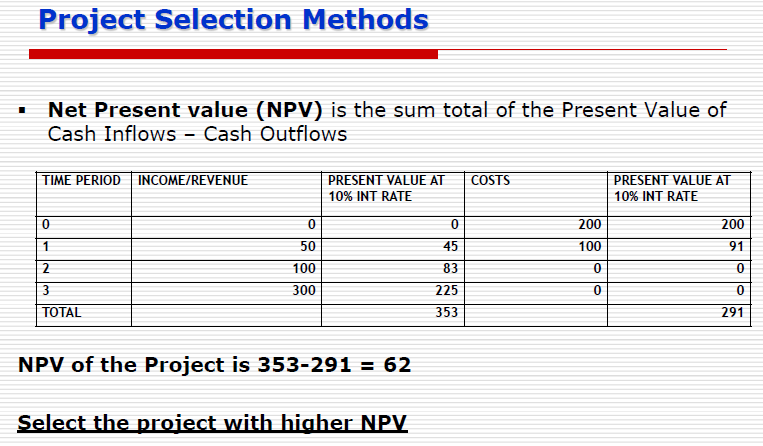 Project Selection Methods
▪ Net Present value (NPV) is the sum total of the Present Value of
Cash Inflows – Cash Outflows
TIME PERIOD INCOME/REVENUE PRESENT VALUE AT 10% INT RATE COSTS PRESENT VALUE AT 10% INT RATE
0 0 0 200 200
1 50 45 100 91
2 100 83 0 0
3 300 225 0 0
TOTAL 353 291
NPV of the Project is 353-291 = 62
Select the project with higher NPV